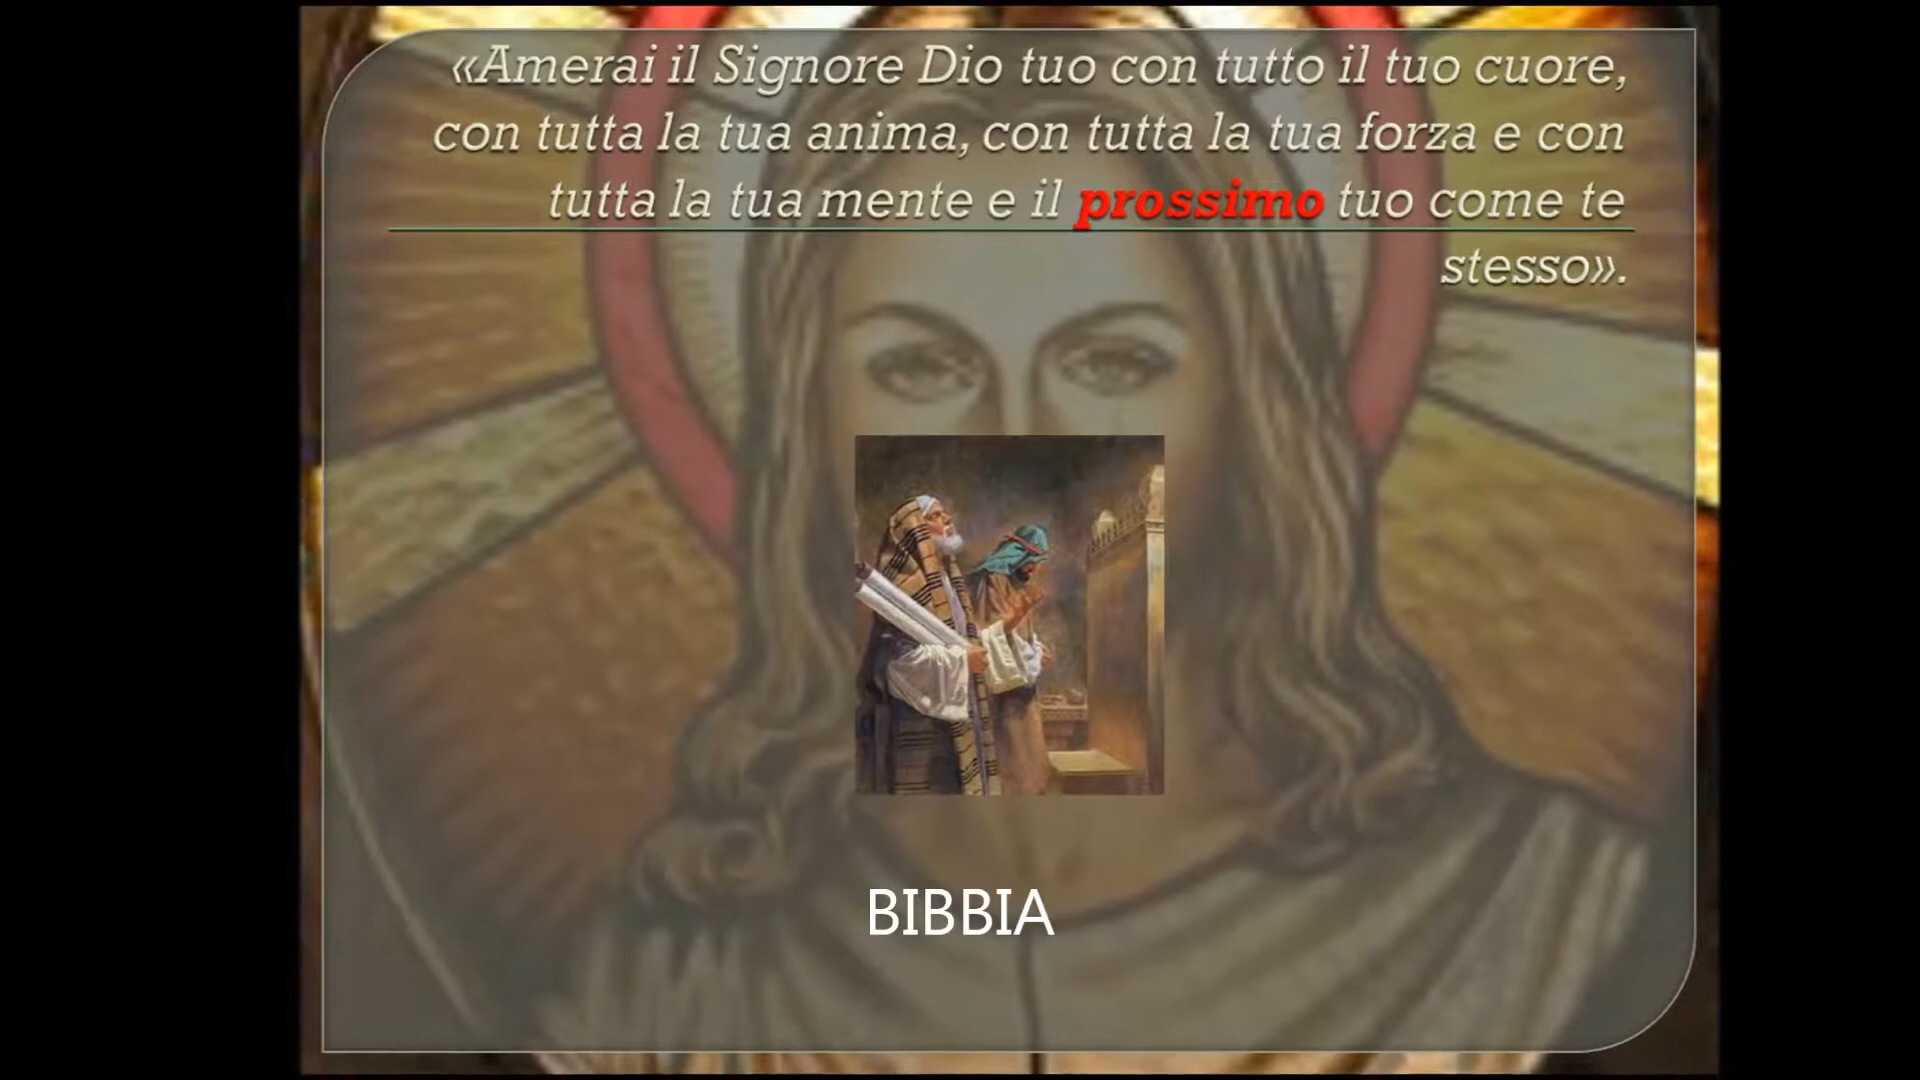 «Amerai il Signore Dio tuo con tutto il tuo cuore,
con tutta la tua anima, con tutta la tua forza e con
tutta la tua mente e il prossimo tuo come te
stesso».
BIBBIA